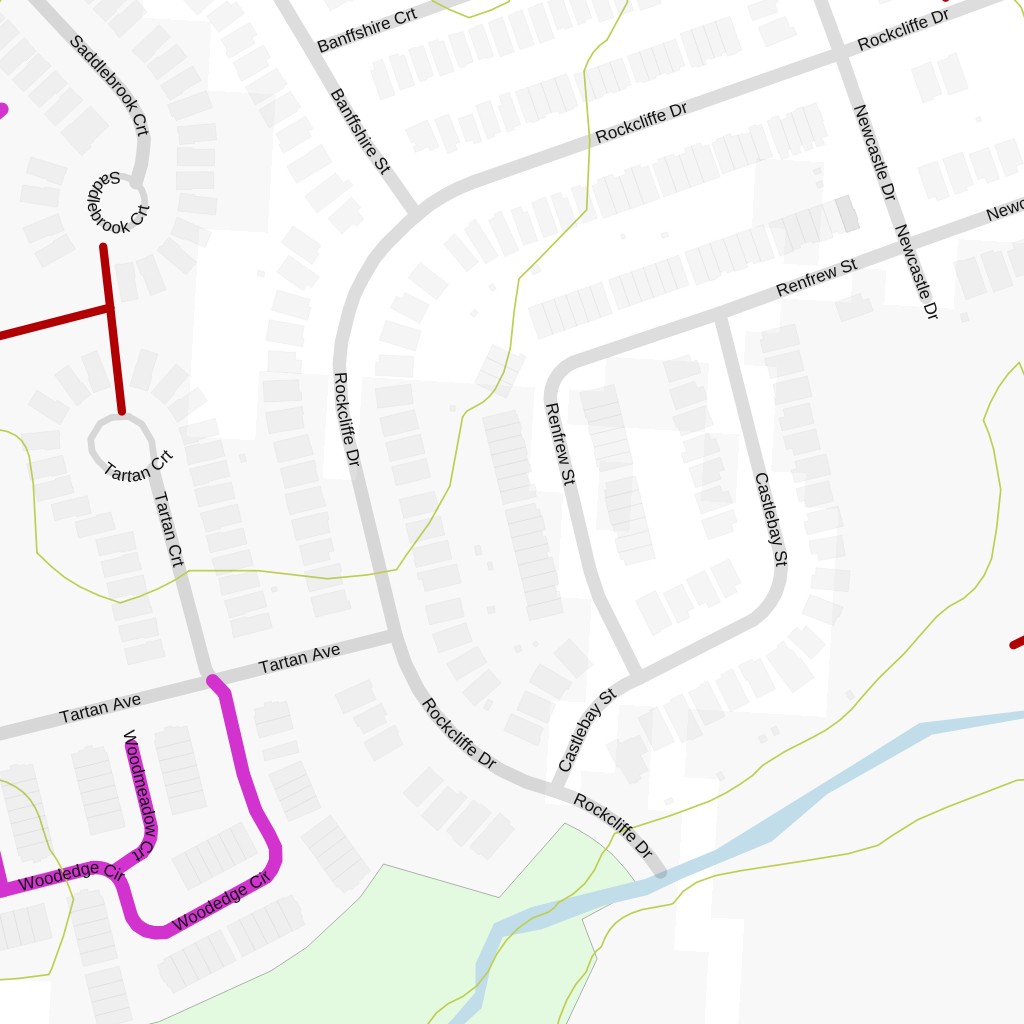 Banffshire Crt
Rockcliffe Dr
Saddlebrook Crt
Banffshire St
Rockcliffe Dr
Newcastle Dr
Saddlebrook Crt
Newc
Newcastle Dr
Renfrew St
Rockcliffe Dr
Renfrew St
Tartan Crt
Castlebay St
Tartan Crt
Tartan Ave
Tartan Ave
Castlebay St
Rockcliffe Dr
Woodmeadow Crt
Rockcliffe Dr
Woodedge Cir
Woodedge Cir